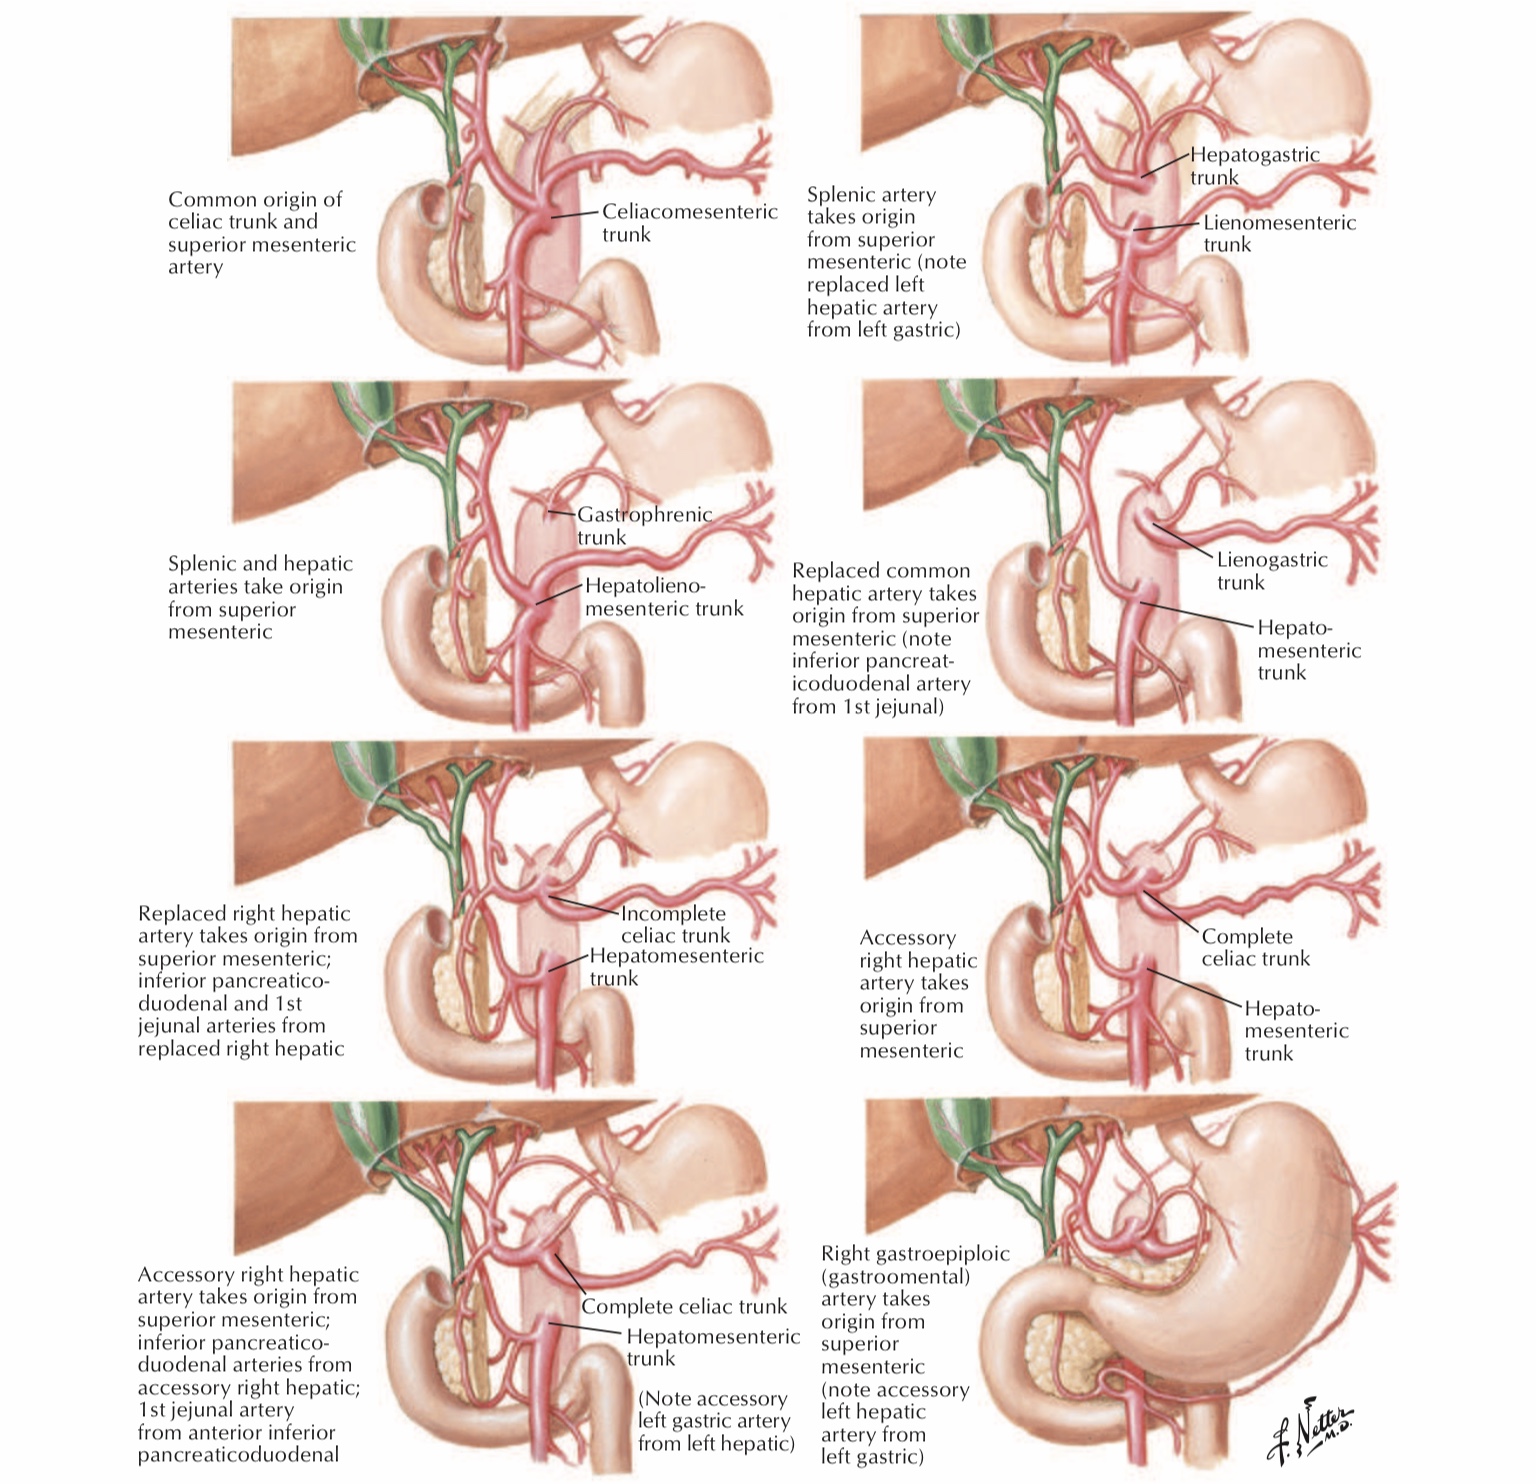 Common origin of
celiac trunk and
superior mesenteric
artery
Celiacomesenteric
trunk
Splenic artery
takes origin
from superior
mesenteric (note
replaced left
hepatic artery
from left gastric)
Hepatogastric
trunk
Lienomesenteric
trunk
Splenic and hepatic
arteries take origin
from superior
mesenteric
Gastrophrenic
trunk
Hepatolieno-
mesenteric trunk
Replaced common
hepatic artery takes
origin from superior
mesenteric (note
inferior pancreat-
icoduodenal artery
from 1st jejunal)
Lienogastric
trunk
Hepato-
mesenteric
trunk
Replaced right hepatic
artery takes origin from
superior mesenteric;
inferior pancreatico-
duodenal and 1st
jejunal arteries from
replaced right hepatic
Incomplete
celiac trunk
Hepatomesenteric
trunk
Accessory
right hepatic
artery takes
origin from
superior
mesenteric
Complete
celiac trunk
Hepato-
mesenteric
trunk
Accessory right hepatic
artery takes origin from
superior mesenteric;
inferior pancreatico-
duodenal arteries from
accessory right hepatic;
1st jejunal artery
from anterior inferior
pancreaticoduodenal
Complete celiac trunk
Hepatomesenteric
trunk
(Note accessory
left gastric artery
from left hepatic)
Right gastroepiploic
(gastroomental)
artery takes
origin from
superior
mesenteric
(note accessory
left hepatic
artery from
left gastric)
F. Netter
M.D.